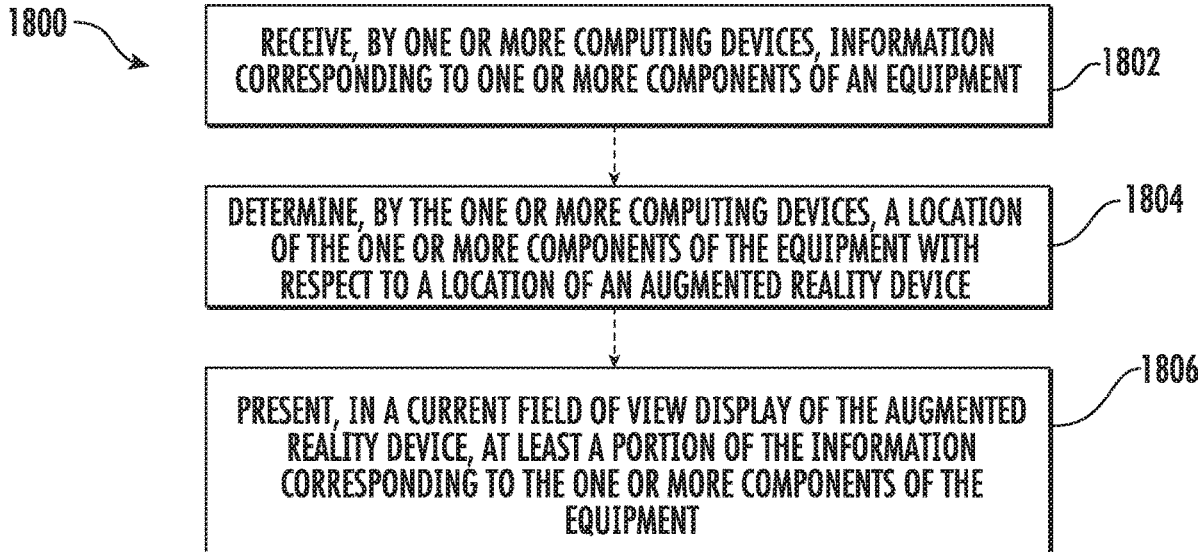 1800
RECEIVE, BY ONE OR MORE COMPUTING DEVICES, INFORMATION
CORRESPONDING TO ONE OR MORE COMPONENTS OF AN EQUIPMENT
1802
DETERMINE, BY THE ONE OR MORE COMPUTING DEVICES, A LOCATION
OF THE ONE OR MORE COMPONENTS OF THE EQUIPMENT WITH
RESPECT TO A LOCATION OF AN AUGMENTED REALITY DEVICE
1804
PRESENT, IN A CURRENT FIELD OF VIEW DISPLAY OF THE AUGMENTED
REALITY DEVICE, AT LEAST A PORTION OF THE INFORMATION
CORRESPONDING TO THE ONE OR MORE COMPONENTS OF THE
EQUIPMENT
1806